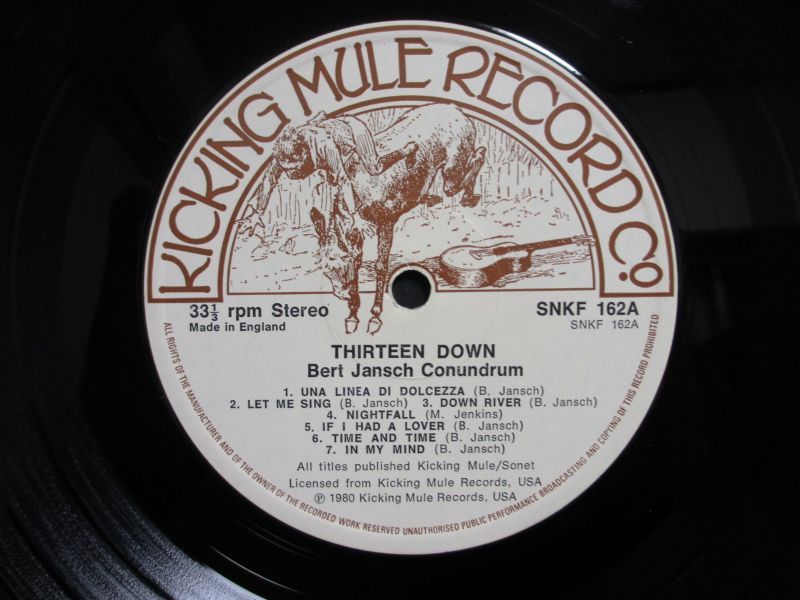 KICKING MULE RECORD Co.
33⅓ rpm Stereo
Made in England
SNKF 162A
SNKF 162A
THIRTEEN DOWN
Bert Jansch Conundrum
1. UNA LINEA DI DOLCEZZA (B. Jansch)
2. LET ME SING (B. Jansch) 3. DOWN RIVER (B. Jansch)
4. NIGHTFALL (M. Jenkins)
5. IF I HAD A LOVER (B. Jansch)
6. TIME AND TIME (B. Jansch)
7. IN MY MIND (B. Jansch)
All titles published Kicking Mule/Sonet
Licensed from Kicking Mule Records, USA
℗ 1980 Kicking Mule Records, USA
ALL RIGHTS OF THE MANUFACTURER AND OF THE OWNER OF THE RECORDED WORK RESERVED UNAUTHORISED PUBLIC PERFORMANCE BROADCASTING AND COPYING OF THIS RECORD PROHIBITED